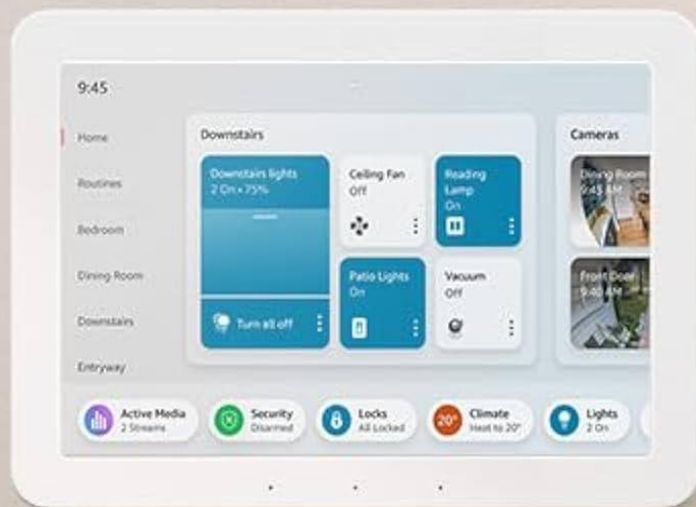 9:45
Home
Routines
Bedroom
Dining Room
Downstairs
Entryway
Downstairs
Downstairs lights
2 On • 75%
Turn all off
Ceiling Fan
Off
Reading
Lamp
On
Patio Lights
On
Vacuum
Off
Cameras
Dining Room
9:45 AM
Front Door
9:40 AM
Active Media
2 Streams
Security
Disarmed
Locks
All Locked
20°
Climate
Heat to 20°
Lights
2 On